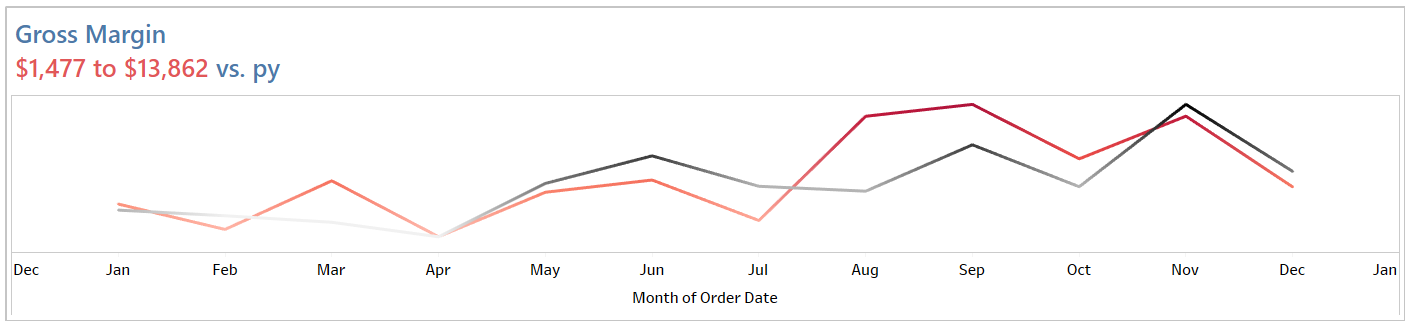 Gross Margin
$1,477 to $13,862 vs. py
Dec Jan Feb Mar Apr May Jun Jul Aug Sep Oct Nov Dec Jan
Month of Order Date